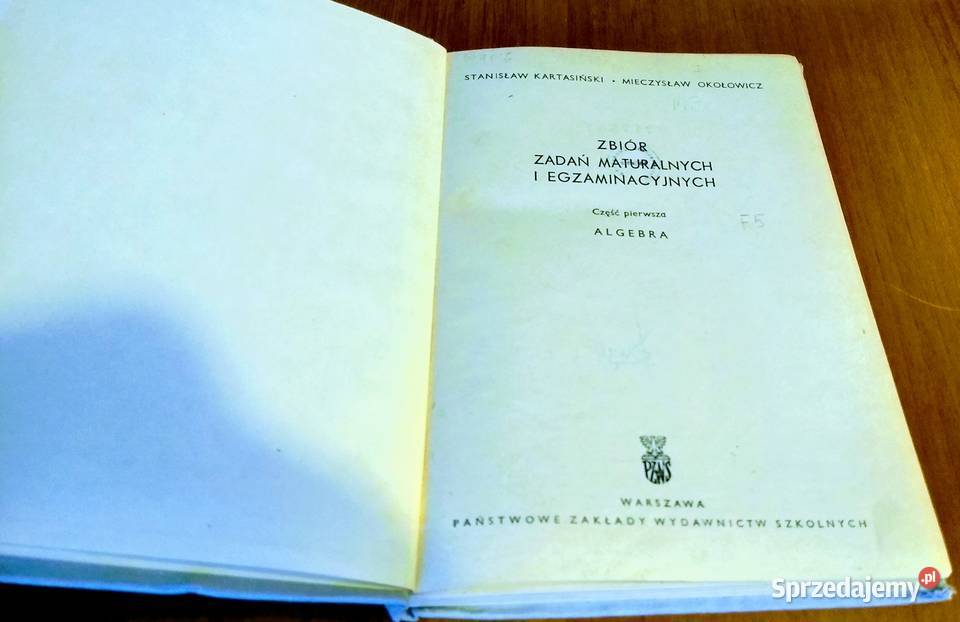 STANISŁAW KARTASIŃSKI • MIECZYSŁAW OKOŁOWICZ
ZBIÓR
ZADAŃ MATURALNYCH
I EGZAMINACYJNYCH
Część pierwsza
F5
ALGEBRA
PZWS
WARSZAWA
PAŃSTWOWE ZAKŁADY WYDAWNICTW SZKOLNYCH
Sprzedajemy.pl